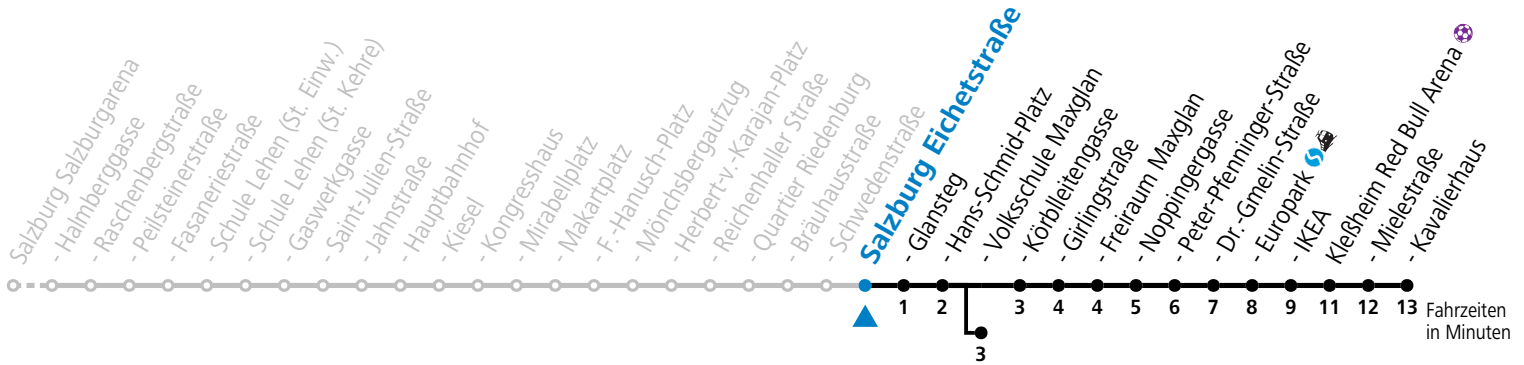 Salzburg Salzburgarena
- Halmberggasse
- Raschenbergstraße
- Peilsteinerstraße
- Fasaneriestraße
- Schule Lehen (St. Einw.)
- Schule Lehen (St. Kehre)
- Gaswerkgasse
- Saint-Julien-Straße
- Jahnstraße
- Hauptbahnhof
- Kiesel
- Kongresshaus
- Mirabellplatz
- Makartplatz
- F.-Hanusch-Platz
- Mönchsbergaufzug
- Herbert-v.-Karajan-Platz
- Reichenhaller Straße
- Quartier Riedenburg
- Bräuhausstraße
- Schwedenstraße
Salzburg Eichetstraße
- Glansteg
- Hans-Schmid-Platz
- Volksschule Maxglan
- Körblleitengasse
- Girlingstraße
- Freiraum Maxglan
- Noppingergasse
- Peter-Pfenninger-Straße
- Dr.-Gmelin-Straße
- Europark
- IKEA
Kleßheim Red Bull Arena
- Mielestraße
- Kavalierhaus
1 2 3 4 4 5 6 7 8 9 11 12 13 Fahrzeiten
in Minuten
3